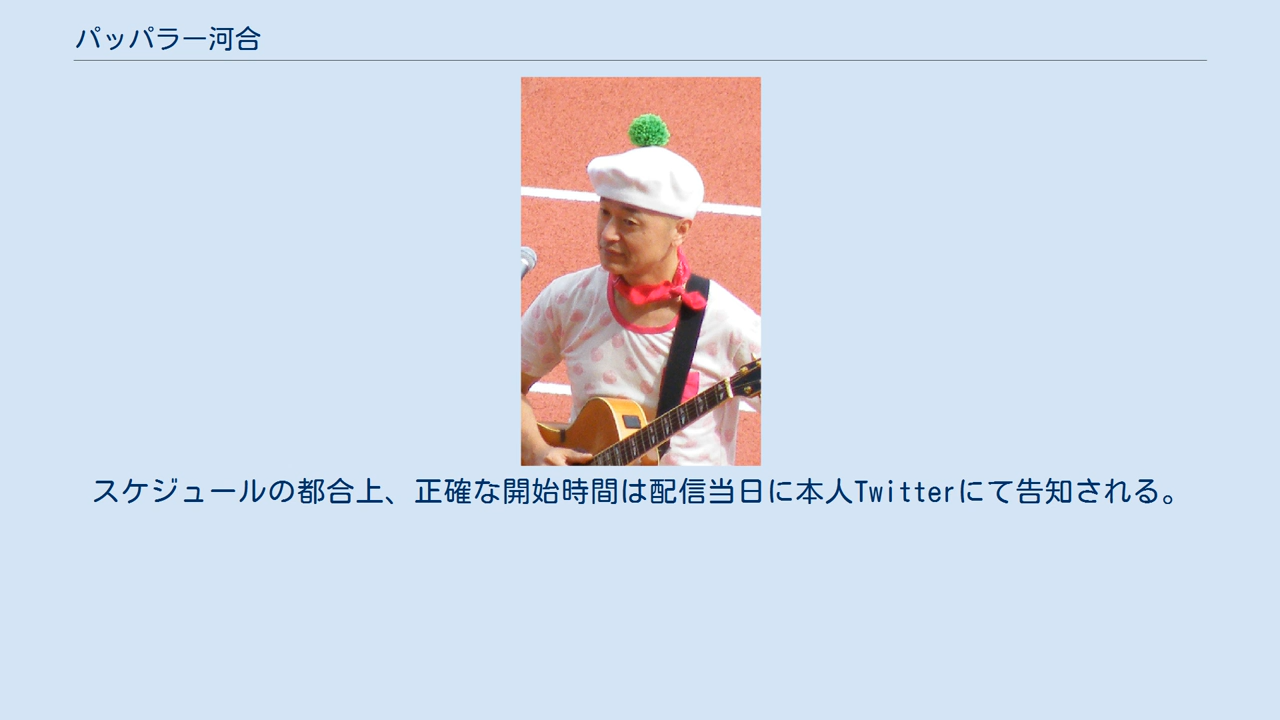 パッパラー河合
スケジュールの都合上、正確な開始時間は配信当日に本人Twitterにて告知される。